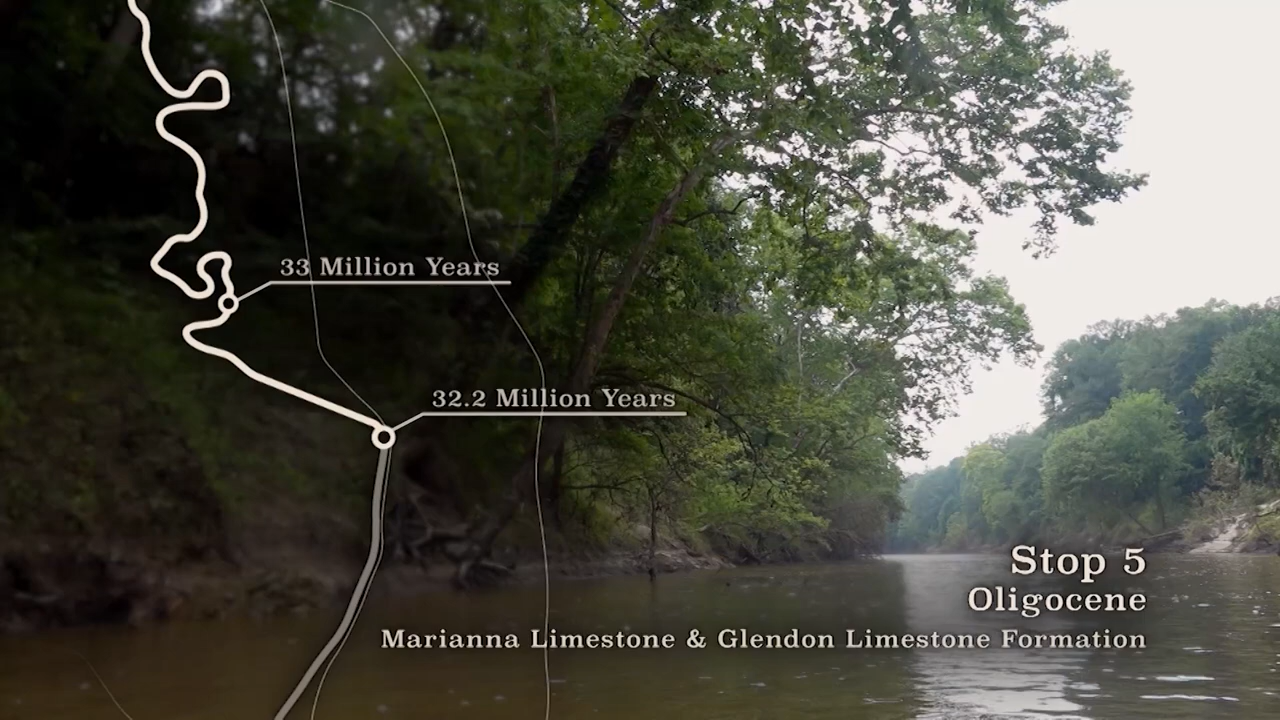 33 Million Years
32.2 Million Years
Stop 5
Oligocene
Marianna Limestone & Glendon Limestone Formation